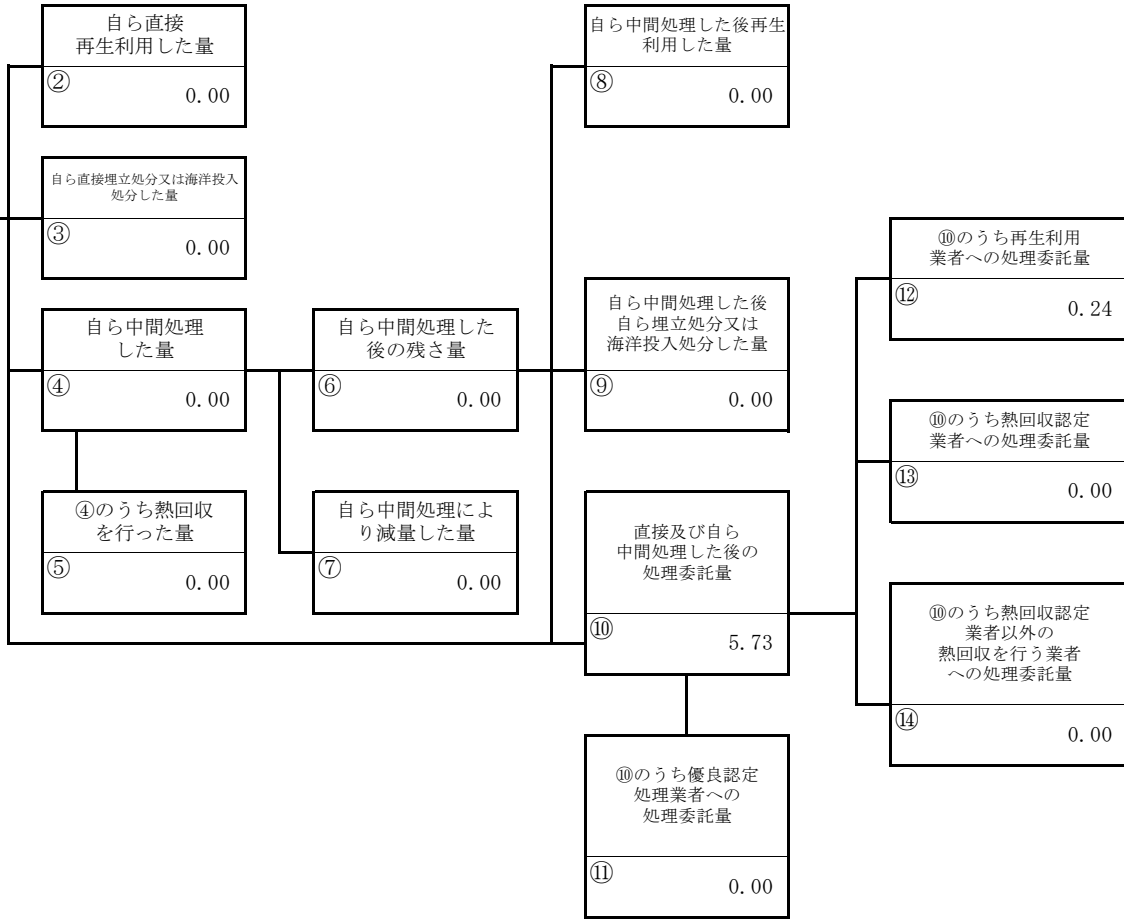 自ら直接
再生利用した量
②
0.00
自ら直接埋立処分又は海洋投入
処分した量
③
0.00
自ら中間処理
した量
④
0.00
④のうち熱回収
を行った量
⑤
0.00
自ら中間処理した
後の残さ量
⑥
0.00
自ら中間処理によ
り減量した量
⑦
0.00
自ら中間処理した後再生
利用した量
⑧
0.00
自ら中間処理した後
自ら埋立処分又は
海洋投入処分した量
⑨
0.00
直接及び自ら
中間処理した後の
処理委託量
⑩
5.73
⑩のうち優良認定
処理業者への
処理委託量
⑪
0.00
⑩のうち再生利用
業者への処理委託量
⑫
0.24
⑩のうち熱回収認定
業者への処理委託量
⑬
0.00
⑩のうち熱回収認定
業者以外の
熱回収を行う業者
への処理委託量
⑭
0.00